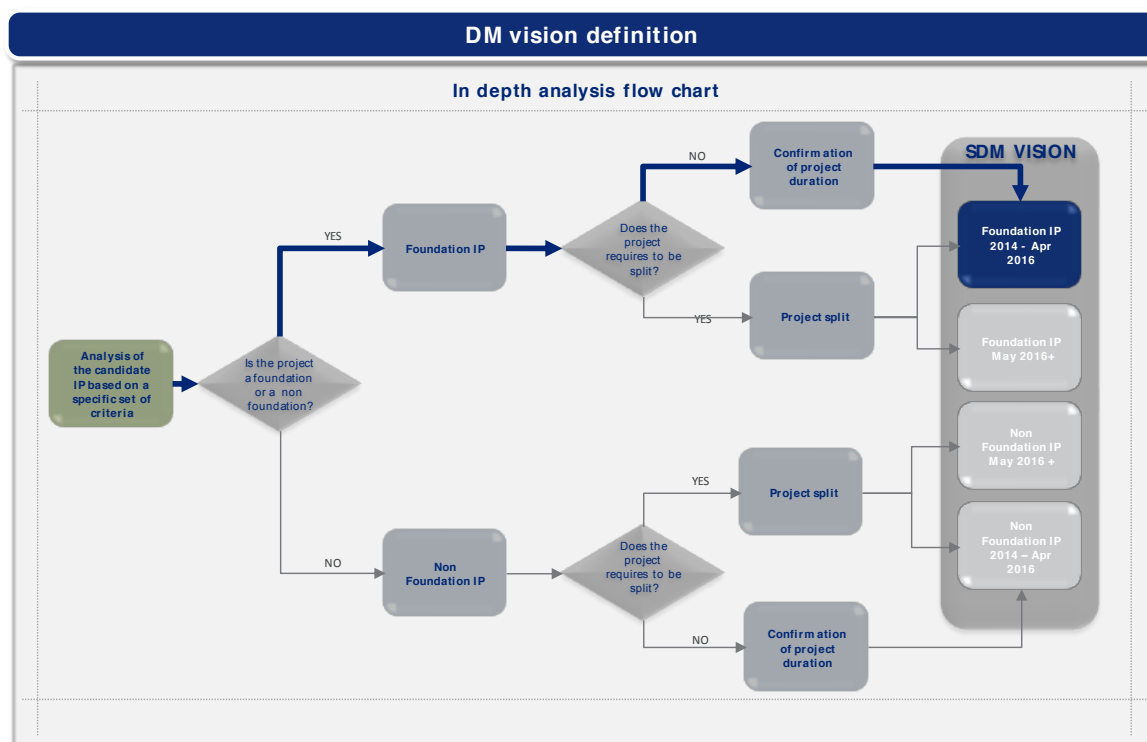 DM vision definition
In depth analysis flow chart
Analysis of
the candidate
IP based on a
specific set of
criteria
Is the project
a foundation
or a non
foundation?
YES
Foundation IP
Does the
project
requires to be
split?
NO
Confirmation
of project
duration
YES
Project split
NO
Non
Foundation IP
Does the
project
requires to be
split?
YES
Project split
NO
Confirmation
of project
duration
SDM VISION
Foundation IP
2014 - Apr
2016
Foundation IP
May 2016+
Non
Foundation IP
May 2016 +
Non
Foundation IP
2014 – Apr
2016